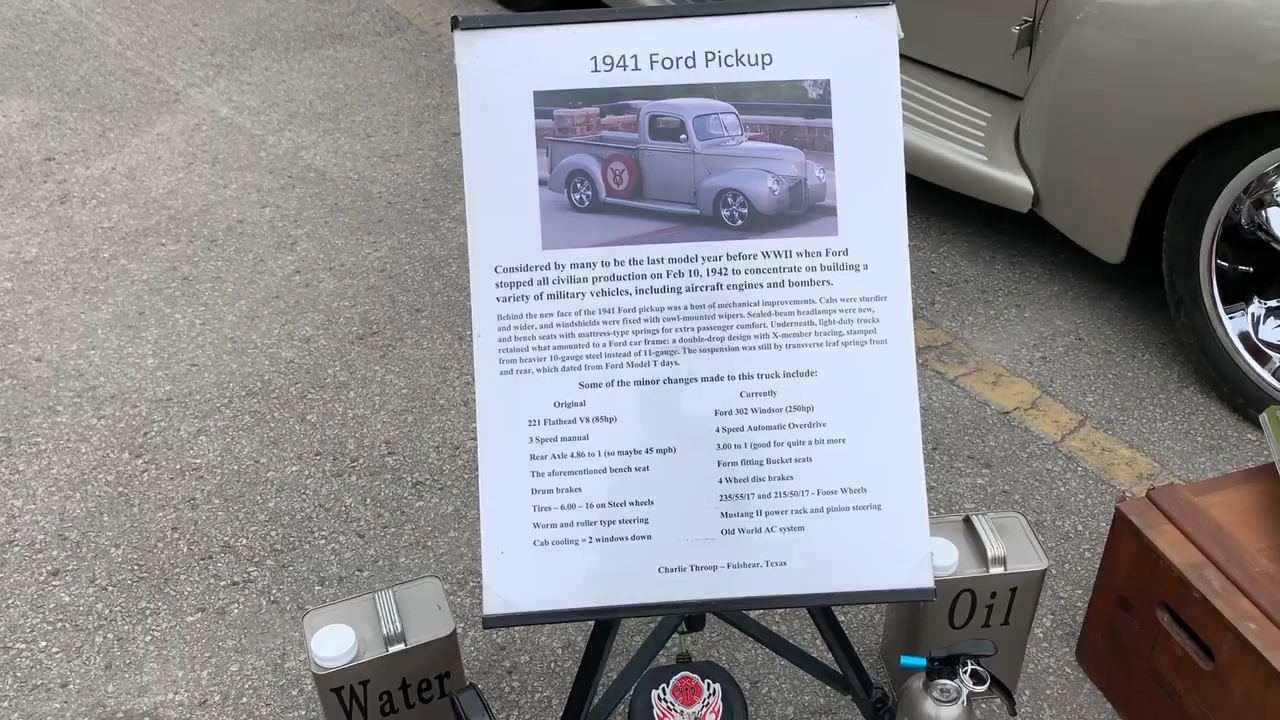 1941 Ford Pickup
V8
Considered by many to be the last model year before WWII when Ford
stopped all civilian production on Feb 10, 1942 to concentrate on building a
variety of military vehicles, including aircraft engines and bombers.
Behind the new face of the 1941 Ford pickup was a host of mechanical improvements. Cabs were sturdier
and wider, and windshields were fixed with cowl-mounted wipers. Sealed-beam headlamps were new,
and bench seats with mattress-type springs for extra passenger comfort. Underneath, light-duty trucks
retained what amounted to a Ford car frame: a double-drop design with X-member bracing, stamped
from heavier 10-gauge steel instead of 11-gauge. The suspension was still by transverse leaf springs front
and rear, which dated from Ford Model T days.
Some of the minor changes made to this truck include:
Original
221 Flathead V8 (85hp)
3 Speed manual
Rear Axle 4.86 to 1 (so maybe 45 mph)
The aforementioned bench seat
Drum brakes
Tires – 6.00 – 16 on Steel wheels
Worm and roller type steering
Cab cooling = 2 windows down
Currently
Ford 302 Windsor (250hp)
4 Speed Automatic Overdrive
3.00 to 1 (good for quite a bit more
Form fitting Bucket seats
4 Wheel disc brakes
235/55/17 and 215/50/17 - Foose Wheels
Mustang II power rack and pinion steering
Old World AC system
Charlie Throop – Fulshear, Texas
Water
Oil